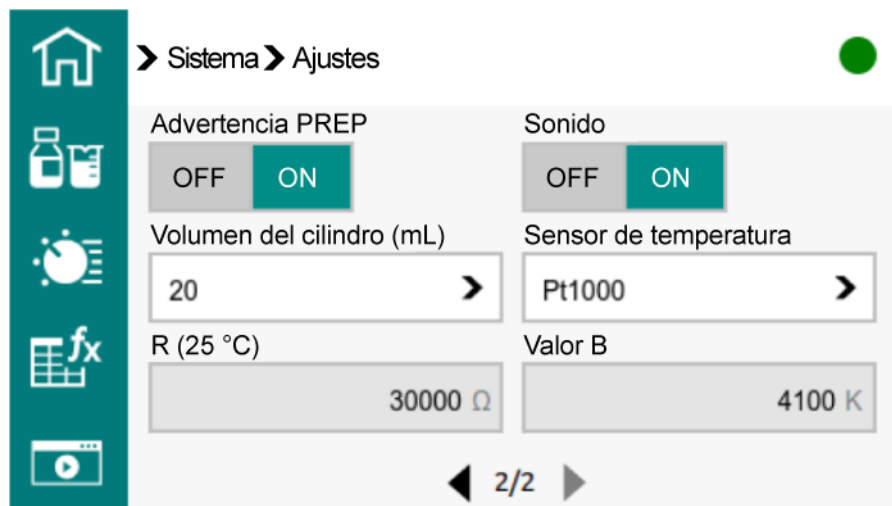 Sistema Ajustes
Advertencia PREP
Sonido
OFF ON
OFF ON
Volumen del cilindro (mL)
Sensor de temperatura
20
Pt1000
R (25 °C)
Valor B
30000 Ω
4100 K
2/2
fx